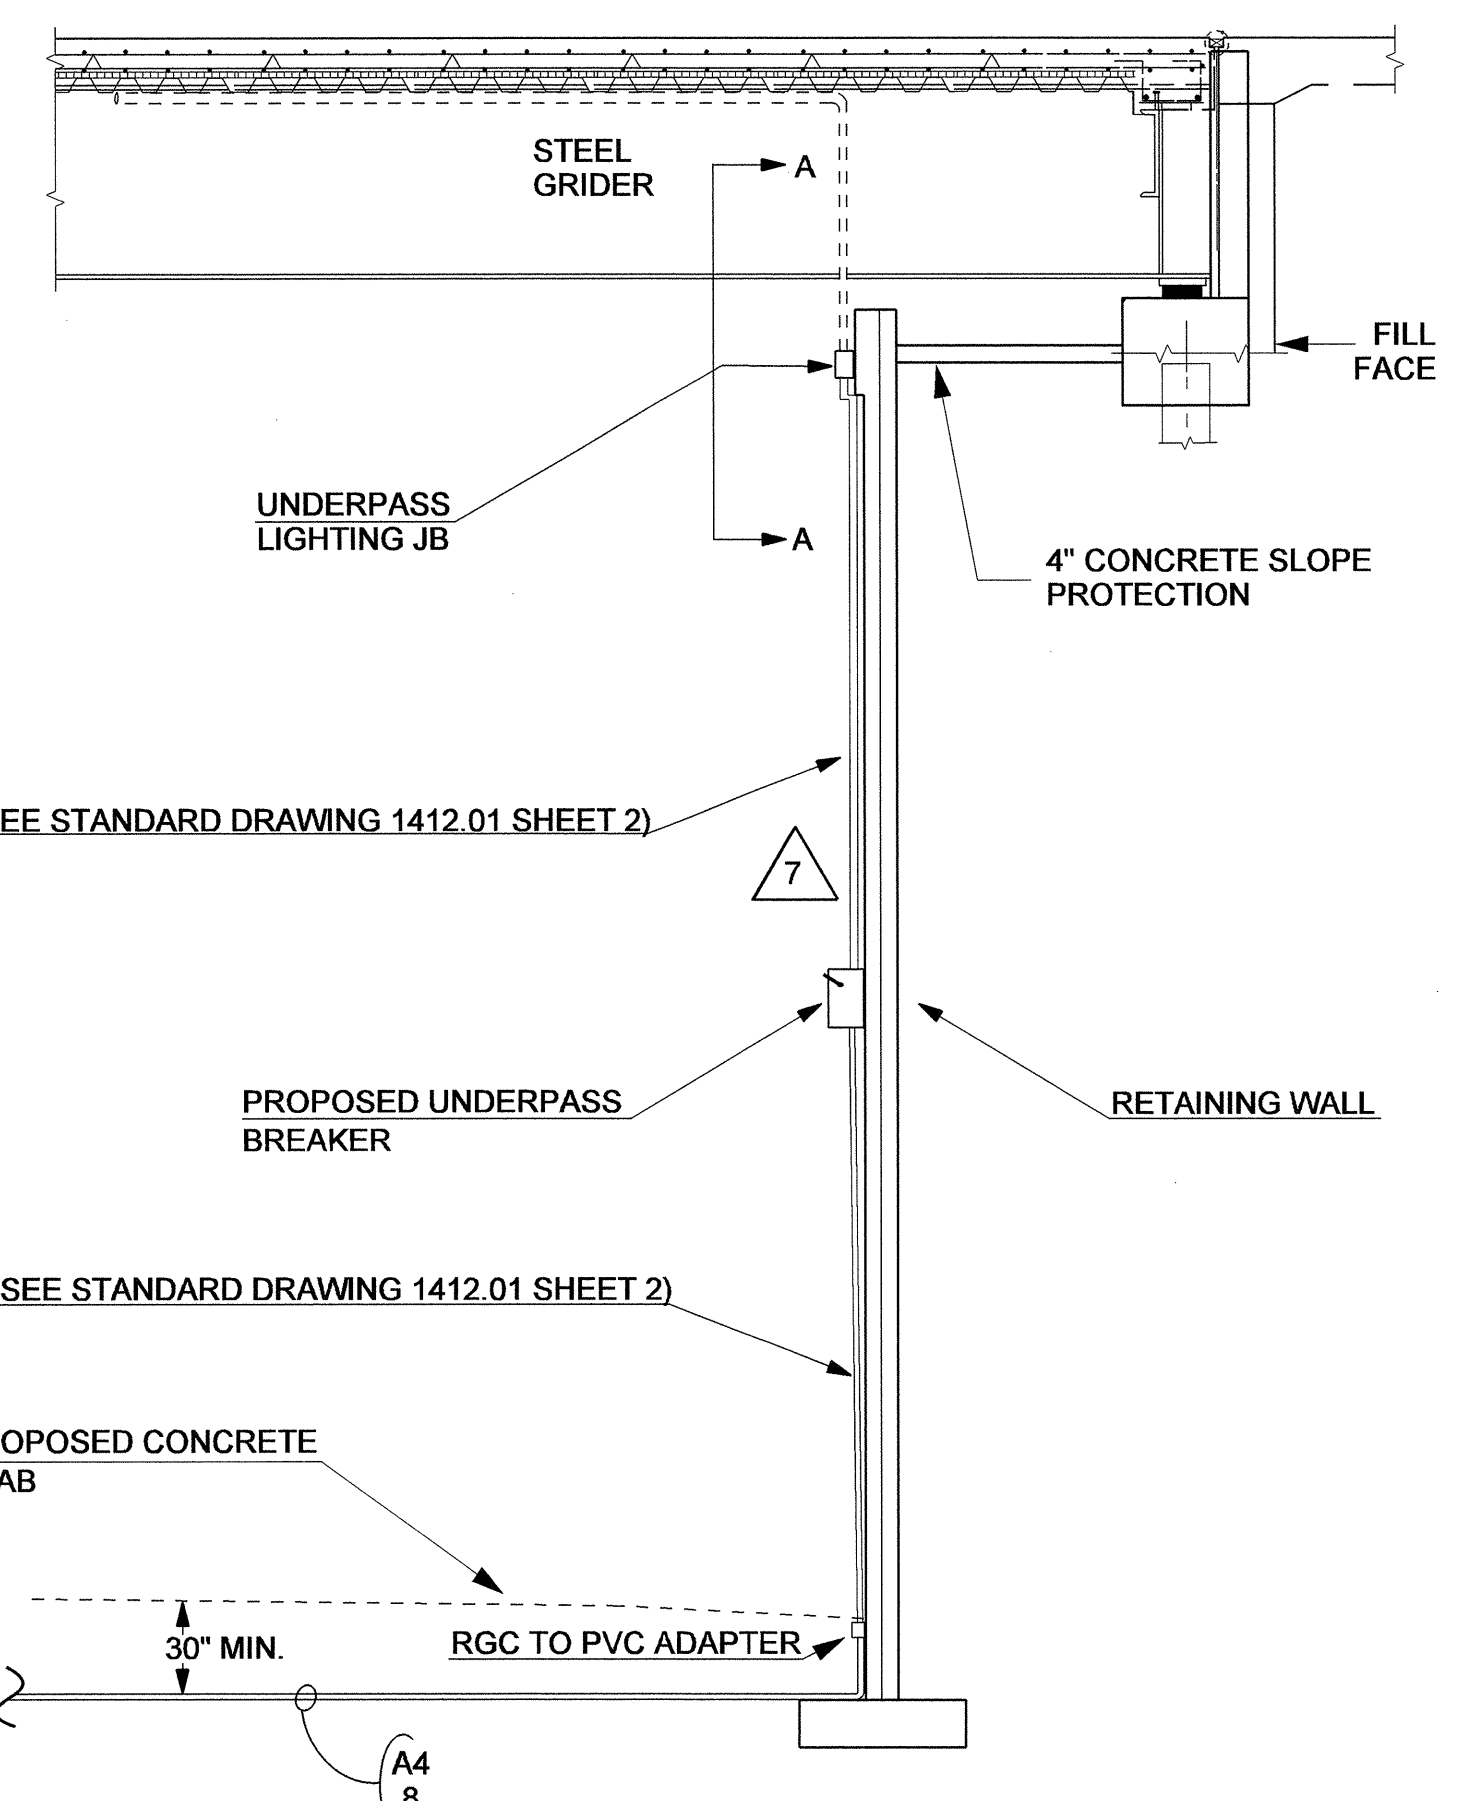 STEEL
GRIDER
A
FILL
FACE
UNDERPASS
LIGHTING JB
A
4" CONCRETE SLOPE
PROTECTION
EE STANDARD DRAWING 1412.01 SHEET 2)
7
PROPOSED UNDERPASS
BREAKER
RETAINING WALL
SEE STANDARD DRAWING 1412.01 SHEET 2)
OPOSED CONCRETE
AB
30" MIN.
RGC TO PVC ADAPTER
A4
8